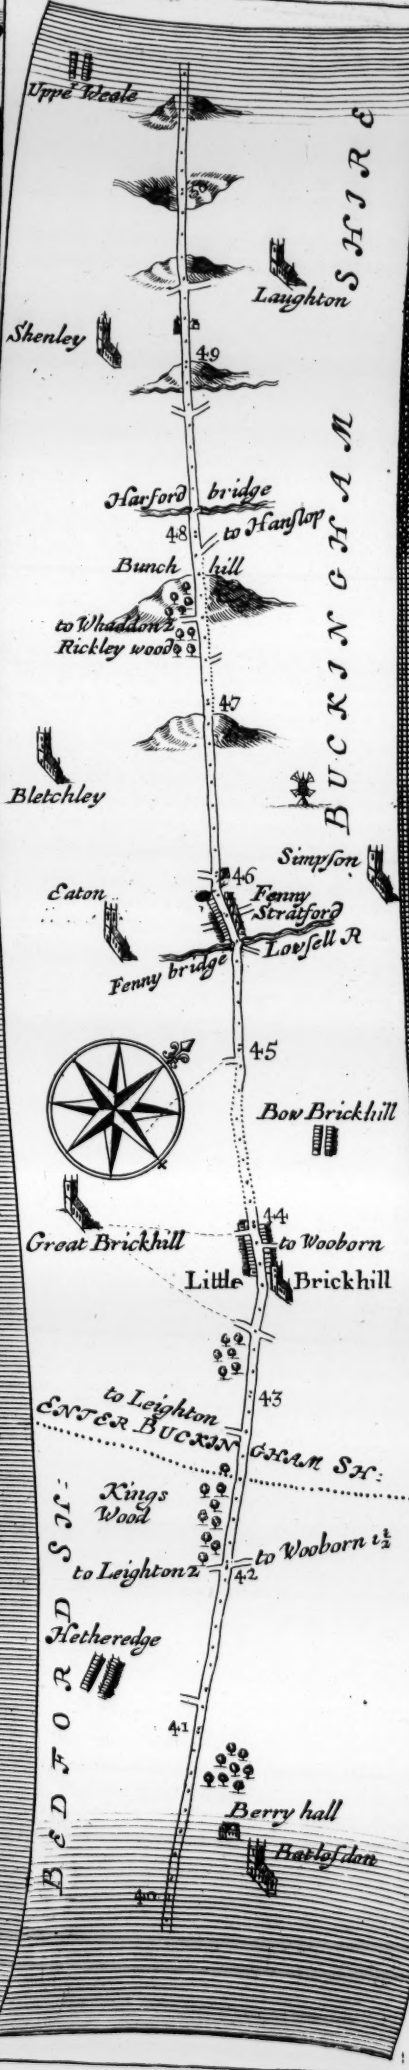 Upper Weale
50
Laughton
SHIRE
Shenley
49
Harford bridge
48
to Hanslop
Bunch hill
to Whaddon 2
Rickley wood
BUCKINGHAM
47
Bletchley
Simpson
46
Eaton
Fenny
Stratford
Lowsell R
Fenny bridge
45
Bow Brickhill
44
Great Brickhill
to Wooborn
Little Brickhill
43
to Leighton
ENTER BUCKINGHAM SH:
Kings
Wood
to Wooborn 1½
to Leighton 2
42
BEDFORD SH:
Hetheredge
41
Berry hall
Batlesdon
40